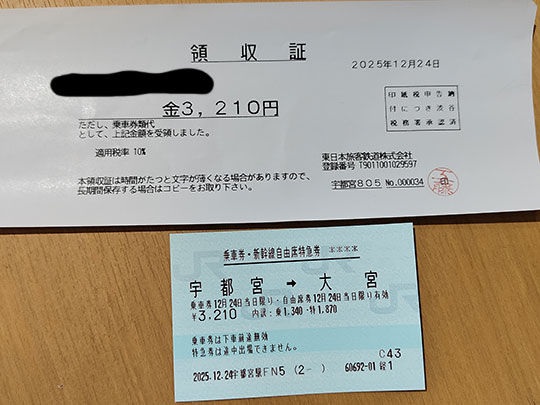 領収証
2025年12月24日
金3,210円
ただし、乗車券類代
として、上記金額を受領しました。
適用税率 10%
印紙税申告納
付につき渋谷
税務署承認済
東日本旅客鉄道株式会社
登録番号 T9011001029597
宇都宮805 No.000034
本領収証は時間がたつと文字が薄くなる場合がありますので、
長期間保存する場合はコピーをお取り下さい。
乗車券・新幹線自由席特急券 ****
宇都宮 → 大宮
乗車券12月24日当日限り・自由席券12月24日当日限り有効
¥3,210 内訳:乗1,340・特1,870
乗車券は下車前途無効
特急券は途中出場できません。
C43
2025.12.24宇都宮駅FN5 (2- ) 60692-01 錠1